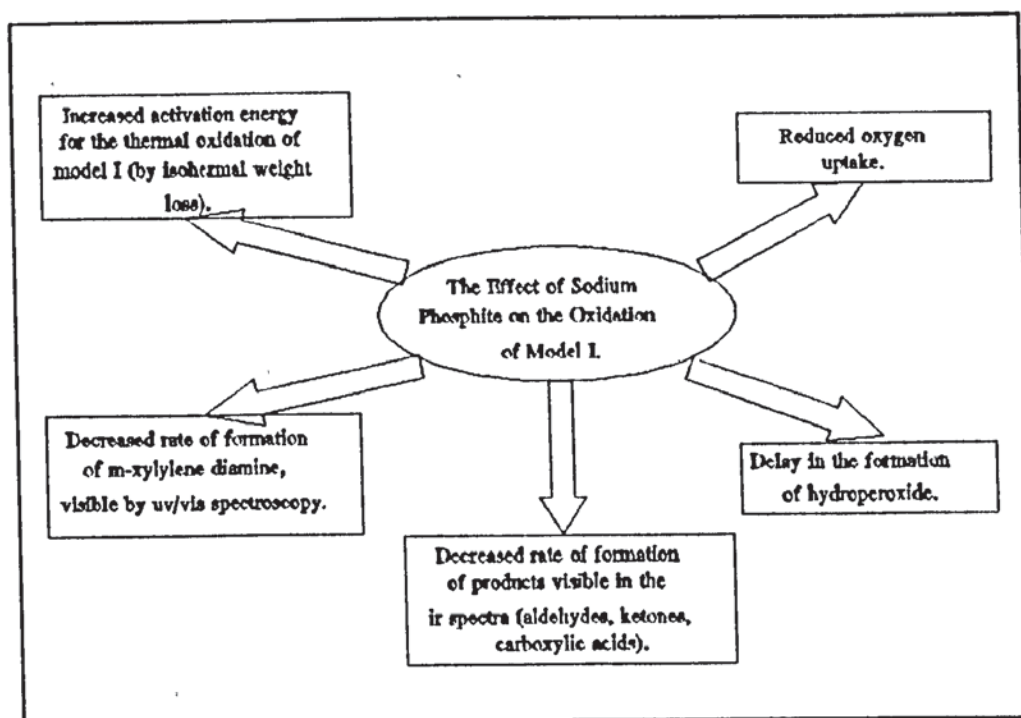 Increased activation energy
for the thermal oxidation of
model I (by isohermal weight
loss).
Reduced oxygen
uptake.
The Effect of Sodium
Phosphite on the Oxidation
of Model I.
Decreased rate of formation
of m-xylylene diamine,
visible by uv/vis spectroscopy.
Delay in the formation
of hydroperoxide.
Decreased rate of formation
of products visible in the
ir spectra (aldehydes, ketones,
carboxylic acids).